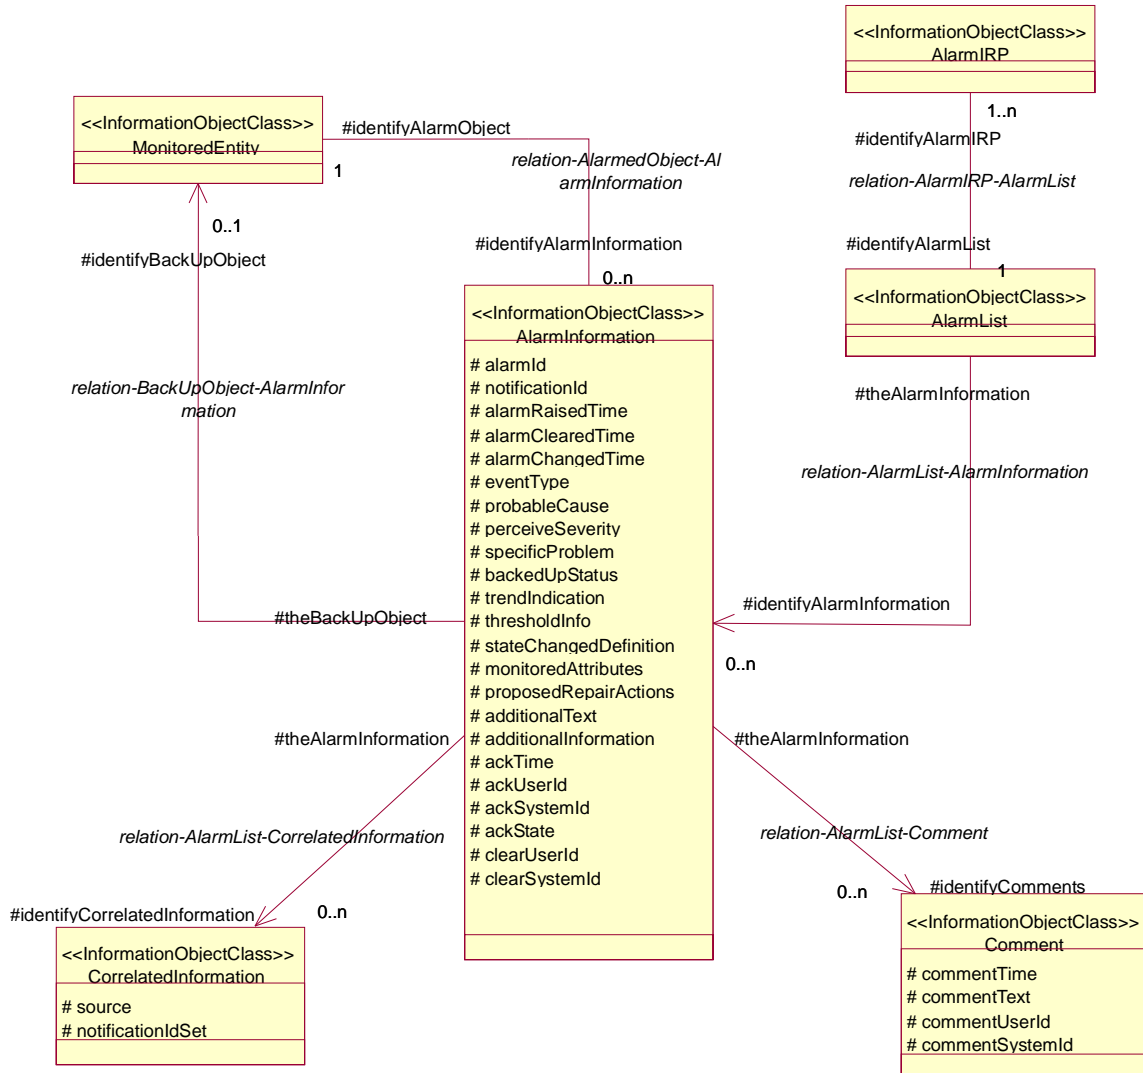 <<InformationObjectClass>>
AlarmIRP
1..n
#identifyAlarmIRP
relation-AlarmIRP-AlarmList
#identifyAlarmList
1
<<InformationObjectClass>>
AlarmList
#theAlarmInformation
relation-AlarmList-AlarmInformation
#identifyAlarmInformation
0..n
<<InformationObjectClass>>
MonitoredEntity
#identifyAlarmObject
1
relation-AlarmedObject-Al
armInformation
#identifyAlarmInformation
0..n
0..1
#identifyBackUpObject
relation-BackUpObject-AlarmInfor
mation
#theBackUpObject
<<InformationObjectClass>>
AlarmInformation
# alarmId
# notificationId
# alarmRaisedTime
# alarmClearedTime
# alarmChangedTime
# eventType
# probableCause
# perceiveSeverity
# specificProblem
# backedUpStatus
# trendIndication
# thresholdInfo
# stateChangedDefinition
# monitoredAttributes
# proposedRepairActions
# additionalText
# additionalInformation
# ackTime
# ackUserId
# ackSystemId
# ackState
# clearUserId
# clearSystemId
#theAlarmInformation
relation-AlarmList-CorrelatedInformation
#identifyCorrelatedInformation
0..n
<<InformationObjectClass>>
CorrelatedInformation
# source
# notificationIdSet
#theAlarmInformation
relation-AlarmList-Comment
0..n
#identifyComments
<<InformationObjectClass>>
Comment
# commentTime
# commentText
# commentUserId
# commentSystemId